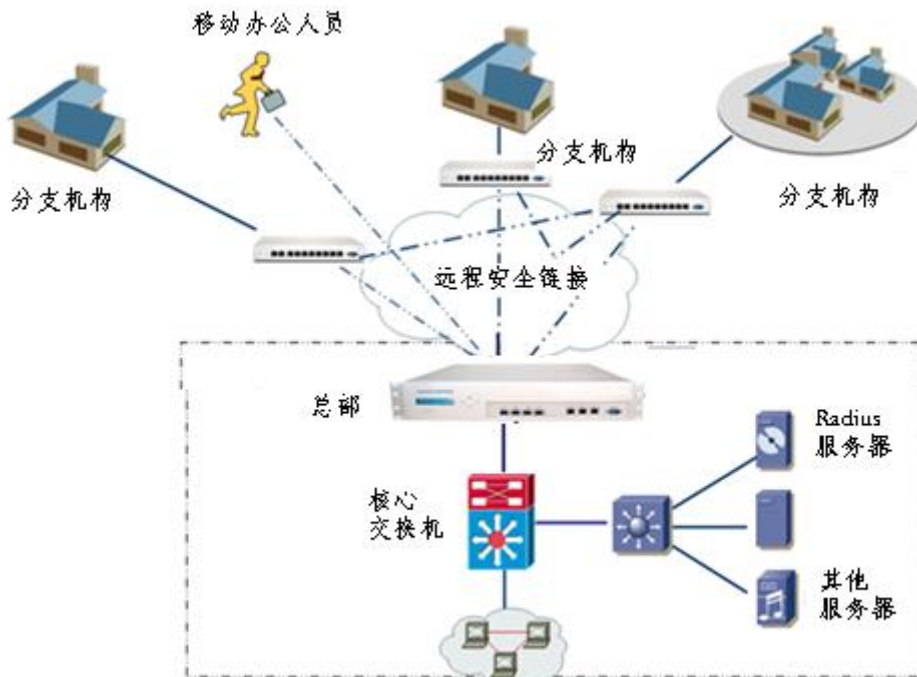 移动办公人员
分支机构
分支机构
分支机构
远程安全链接
总部
Radius
服务器
核心
交换机
其他
服务器